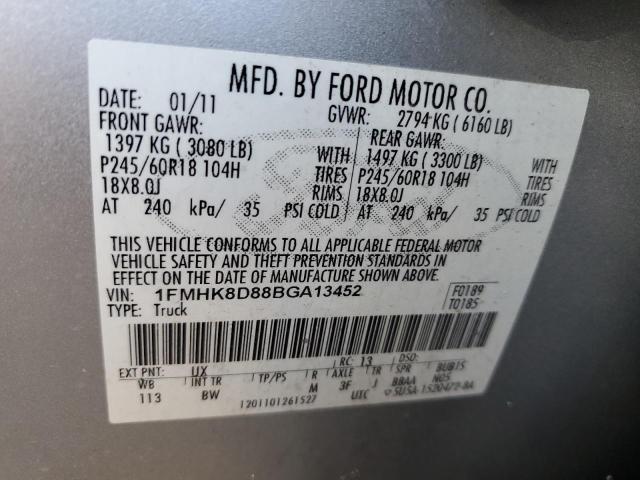 MFD. BY FORD MOTOR CO.
DATE: 01/11 GVWR: 2794 KG ( 6160 LB)
FRONT GAWR: REAR GAWR:
1397 KG ( 3080 LB) WITH 1497 KG ( 3300 LB) WITH
P245/60R18 104H TIRES P245/60R18 104H TIRES
18X8.0J RIMS 18X8.0J RIMS
AT 240 kPa/ 35 PSI COLD AT 240 kPa/ 35 PSI COLD
THIS VEHICLE CONFORMS TO ALL APPLICABLE FEDERAL MOTOR
VEHICLE SAFETY AND THEFT PREVENTION STANDARDS IN
EFFECT ON THE DATE OF MANUFACTURE SHOWN ABOVE.
VIN: 1FMHK8D88BGA13452 F0189
TYPE: Truck T0185
EXT PNT: UX RC: 13 DSO:
WB INT TR TP/PS R AXLE TR SPR BUB15
113 BW M 3F J BBAA N05
1201101261527 UTC